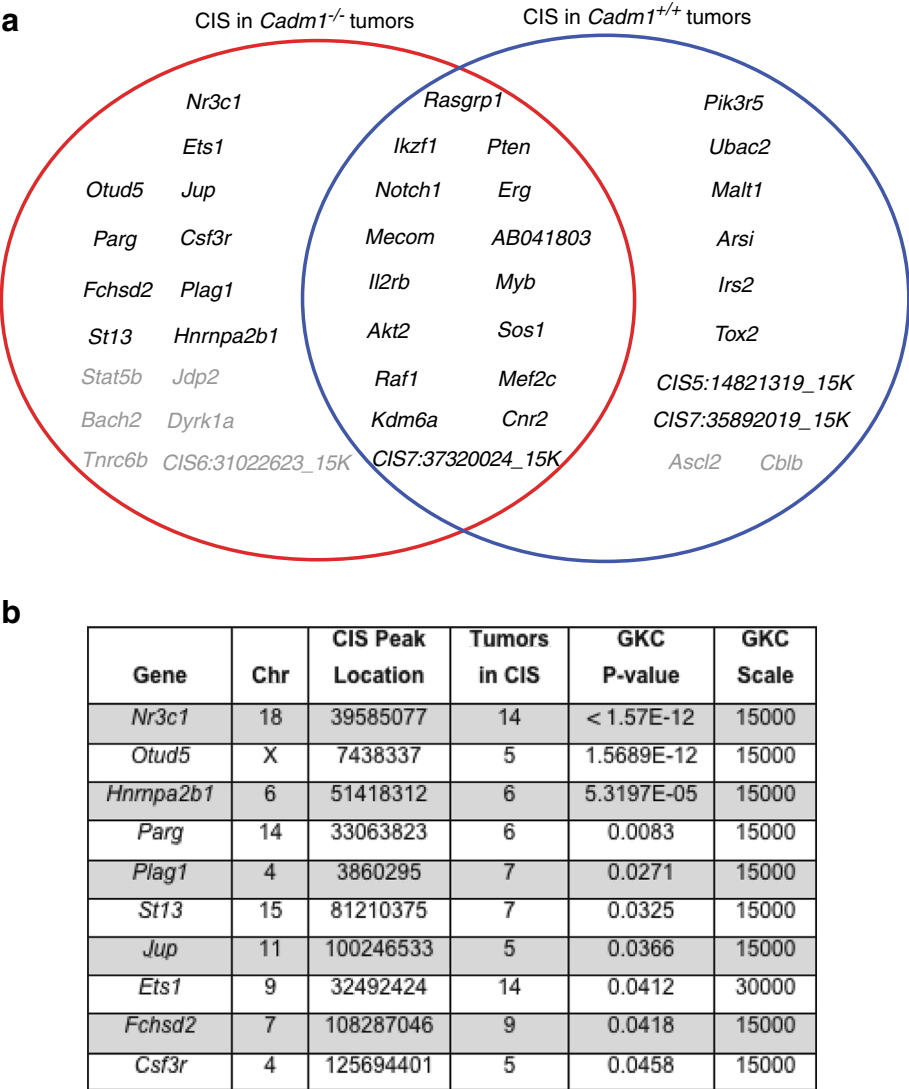 a
CIS in Cadm1-/- tumors
CIS in Cadm1+/+ tumors
Nr3c1
Ets1
Otud5 Jup
Parg Csf3r
Fchsd2 Plag1
St13 Hnrnpa2b1
Stat5b Jdp2
Bach2 Dyrk1a
Tnrc6b CIS6:31022623_15K
Rasgrp1
Ikzf1 Pten
Notch1 Erg
Mecom AB041803
Il2rb Myb
Akt2 Sos1
Raf1 Mef2c
Kdm6a Cnr2
CIS7:37320024_15K
Pik3r5
Ubac2
Malt1
Arsi
Irs2
Tox2
CIS5:14821319_15K
CIS7:35892019_15K
Ascl2 Cblb
b
Gene Chr CIS Peak Location Tumors in CIS GKC P-value GKC Scale
Nr3c1 18 39585077 14 < 1.57E-12 15000
Otud5 X 7438337 5 1.5689E-12 15000
Hnrnpa2b1 6 51418312 6 5.3197E-05 15000
Parg 14 33063823 6 0.0083 15000
Plag1 4 3860295 7 0.0271 15000
St13 15 81210375 7 0.0325 15000
Jup 11 100246533 5 0.0366 15000
Ets1 9 32492424 14 0.0412 30000
Fchsd2 7 108287046 9 0.0418 15000
Csf3r 4 125694401 5 0.0458 15000